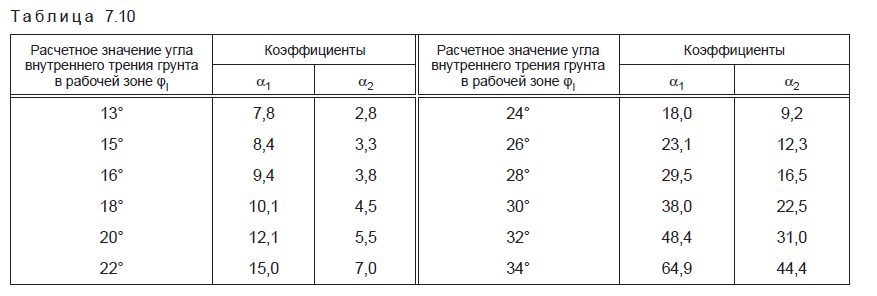 Таблица 7.10
Расчетное значение угла внутреннего трения грунта в рабочей зоне φI Коэффициенты Расчетное значение угла внутреннего трения грунта в рабочей зоне φI Коэффициенты
α1 α2 α1 α2
13° 7,8 2,8 24° 18,0 9,2
15° 8,4 3,3 26° 23,1 12,3
16° 9,4 3,8 28° 29,5 16,5
18° 10,1 4,5 30° 38,0 22,5
20° 12,1 5,5 32° 48,4 31,0
22° 15,0 7,0 34° 64,9 44,4